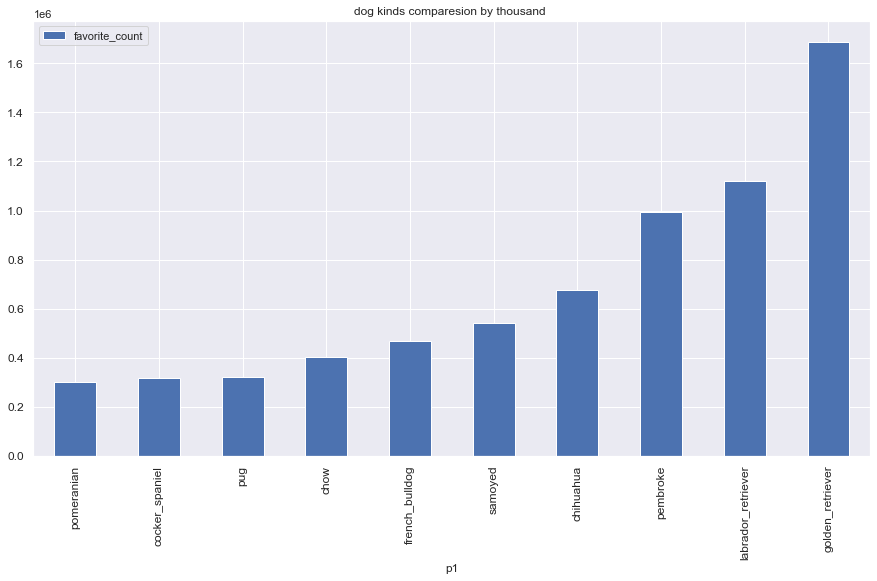 dog kinds comparesion by thousand
1e6
favorite_count
1.6
1.4
1.2
1.0
0.8
0.6
0.4
0.2
0.0
pomeranian
cocker_spaniel
pug
chow
french_bulldog
samoyed
chihuahua
pembroke
labrador_retriever
golden_retriever
p1